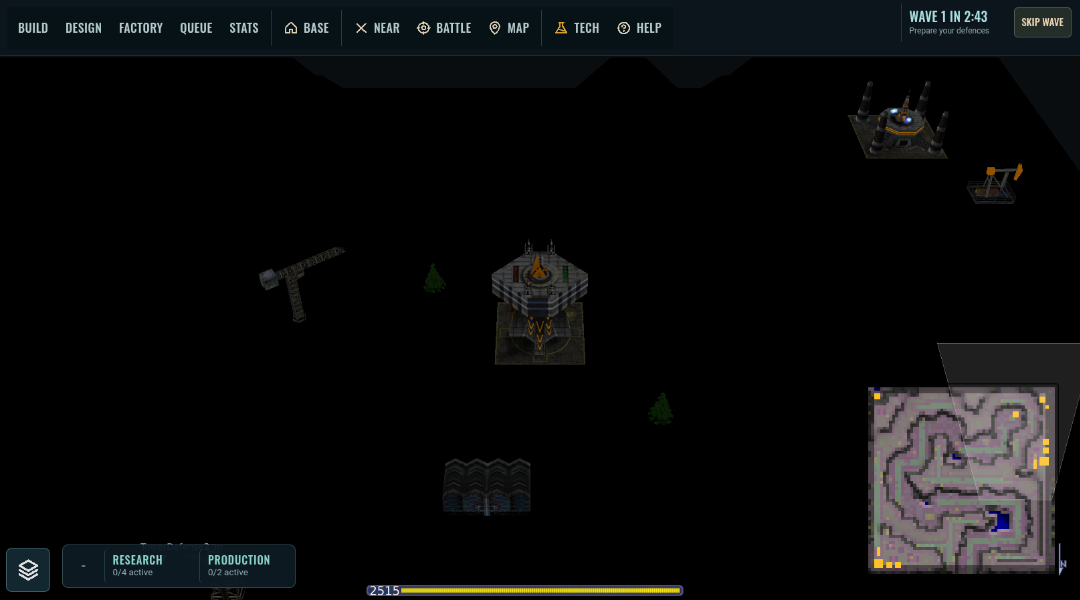 BUILD DESIGN FACTORY QUEUE STATS BASE NEAR BATTLE MAP TECH HELP
WAVE 1 IN 2:43
Prepare your defences
SKIP WAVE
N
- RESEARCH PRODUCTION
0/4 active 0/2 active
2515